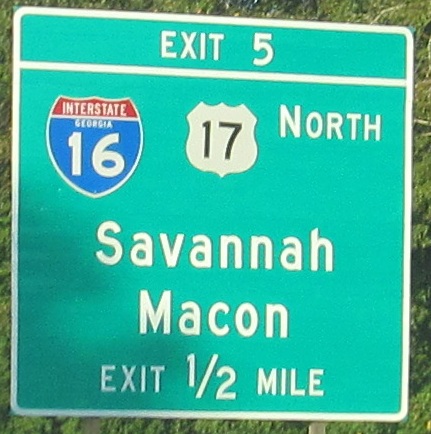 EXIT 5
INTERSTATE
GEORGIA
16
17
NORTH
Savannah
Macon
EXIT 1/2 MILE